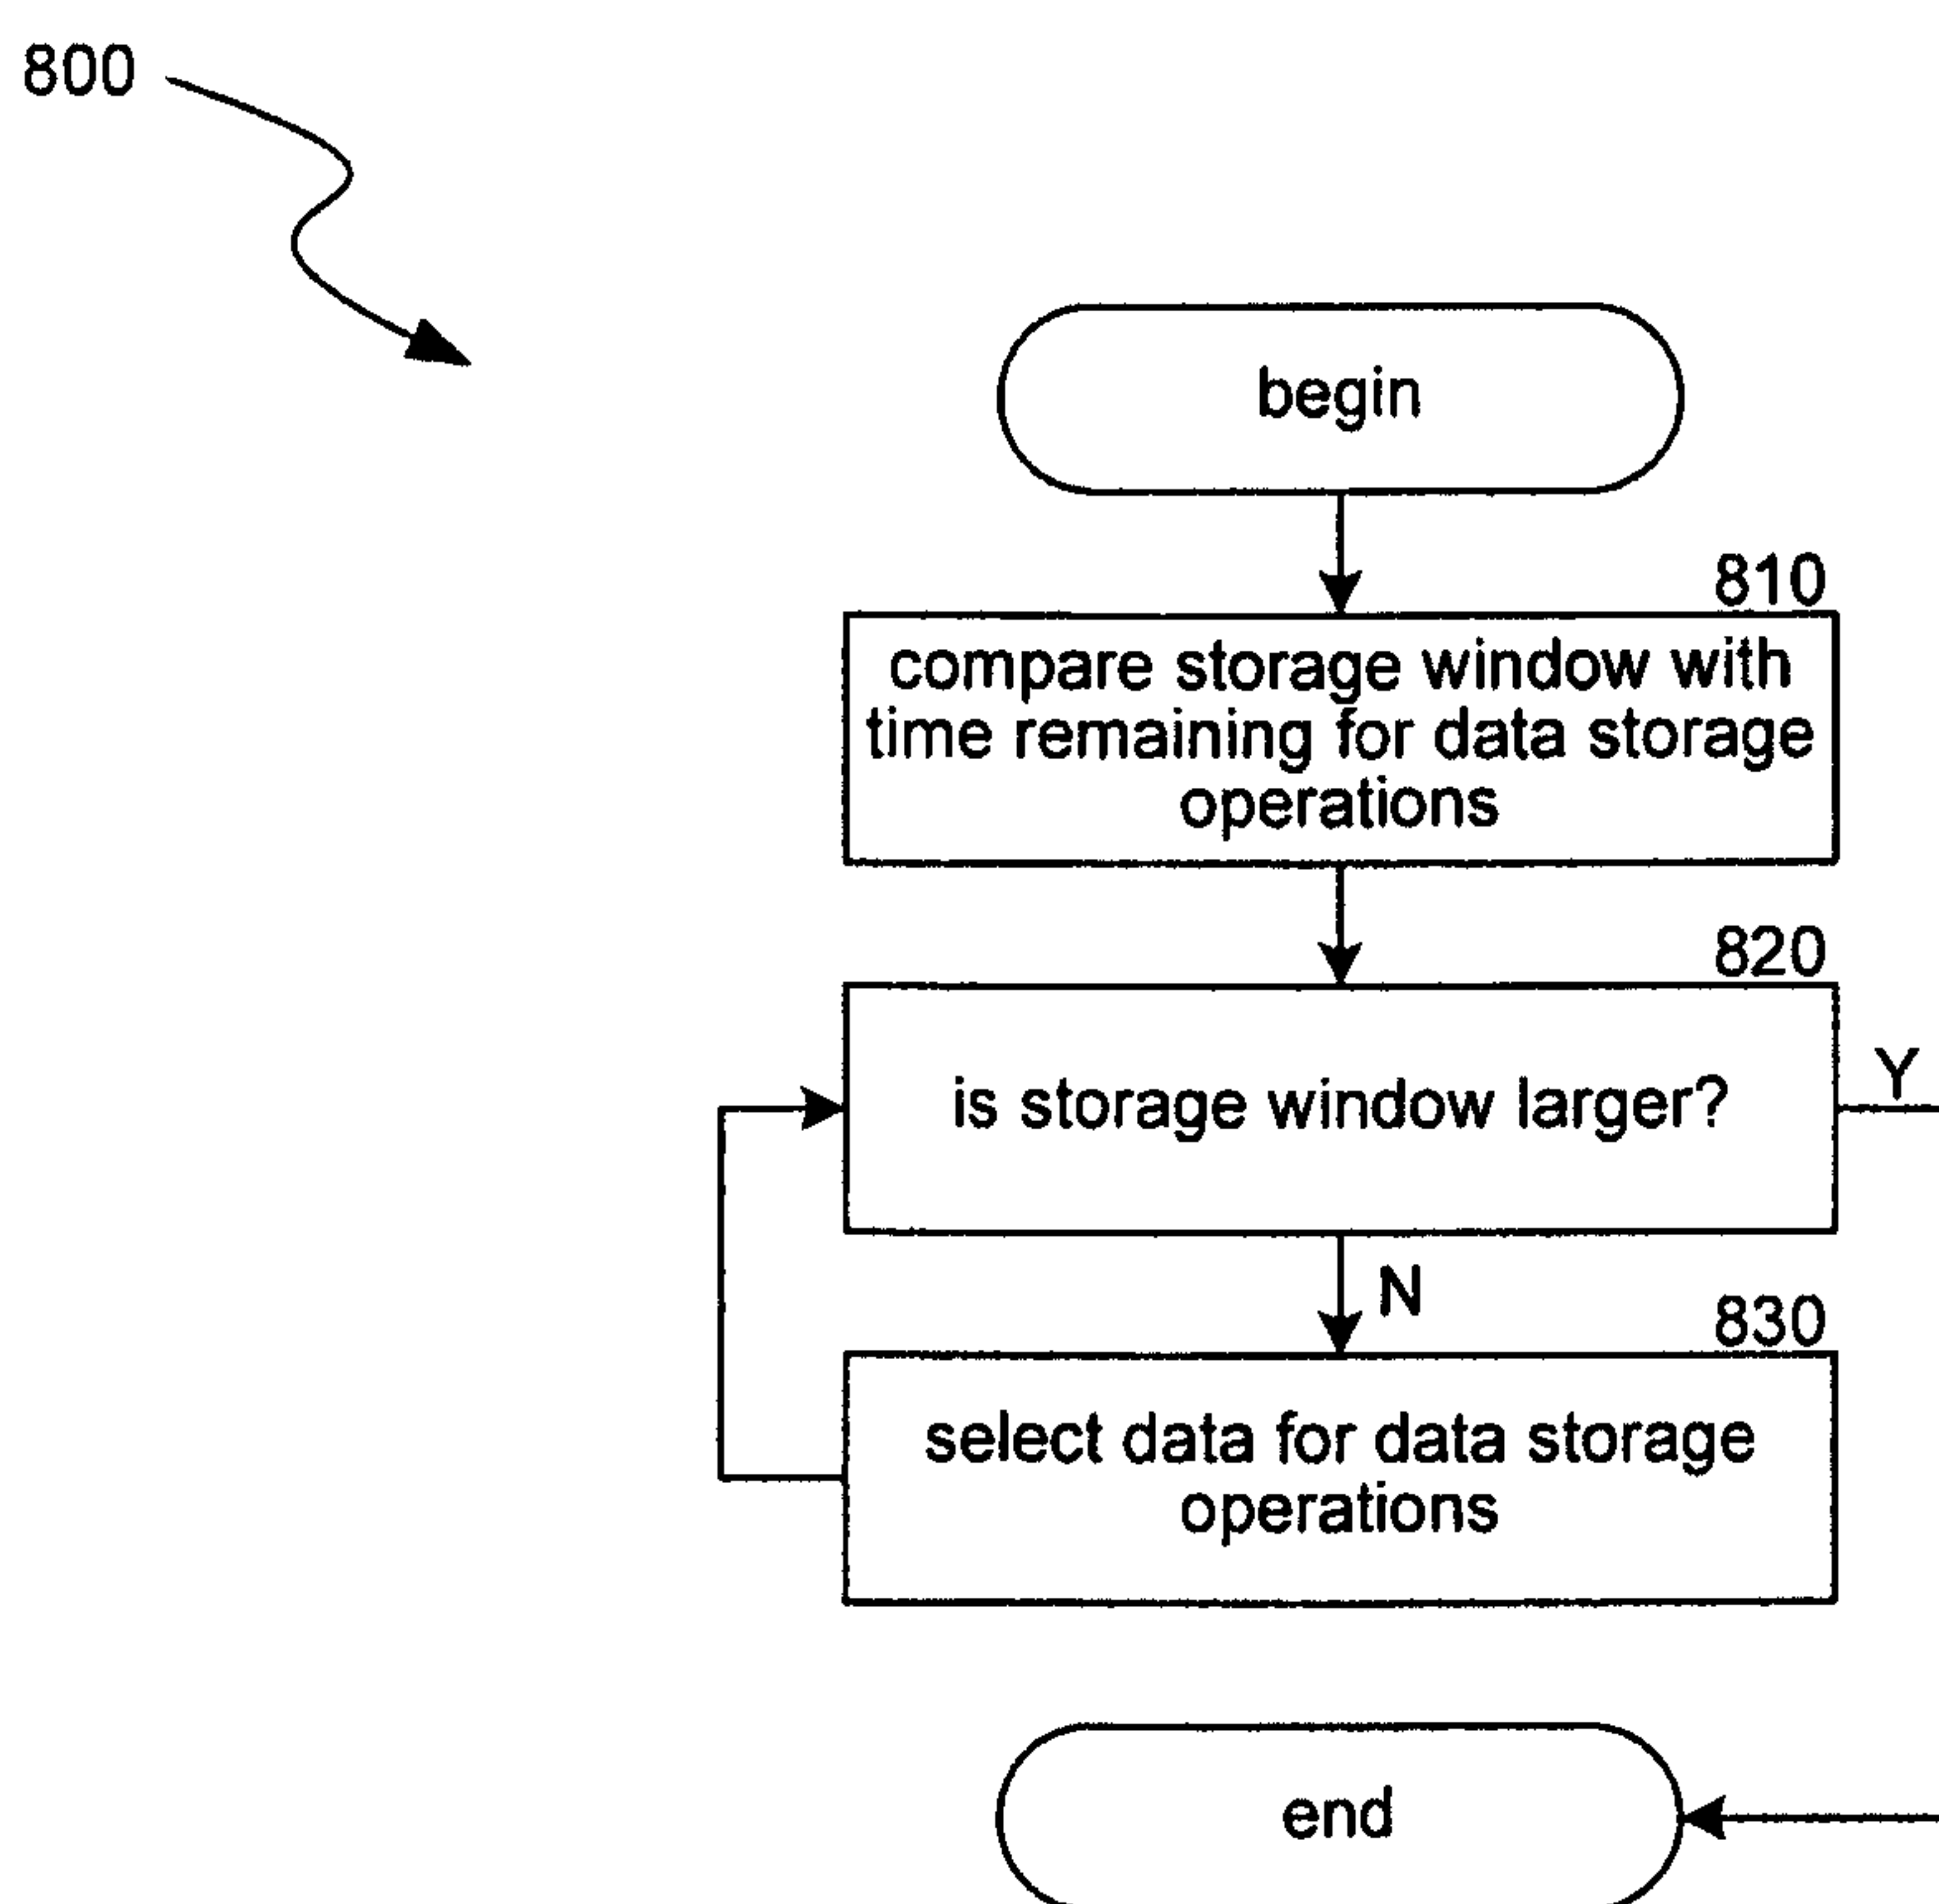 800
begin
810
compare storage window with
time remaining for data storage
operations
820
is storage window larger?
Y
N
830
select data for data storage
operations
end